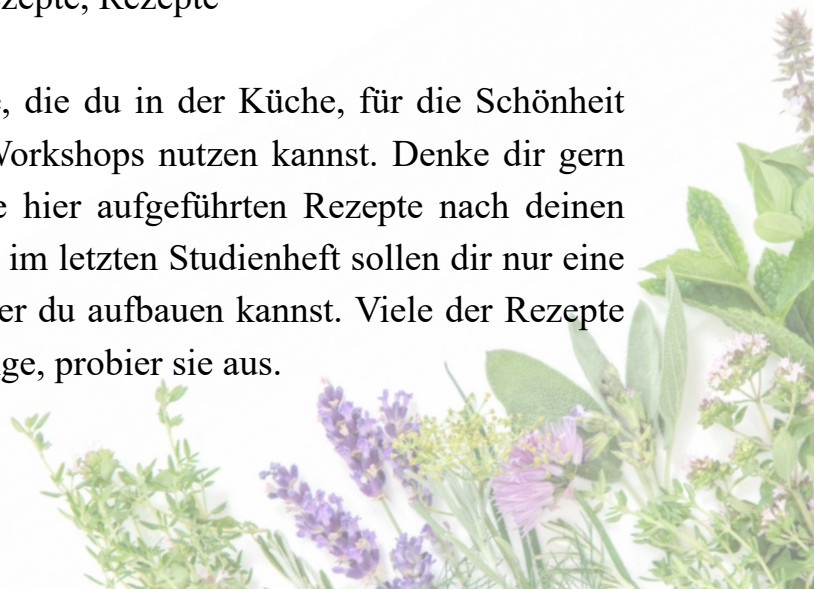 Rezepte
, die du in der Küche, für die Schönheit
Workshops nutzen kannst. Denke dir gern
hier aufgeführten Rezepte nach deinen
im letzten Studienheft sollen dir nur eine
er du aufbauen kannst. Viele der Rezepte
ge, probier sie aus.